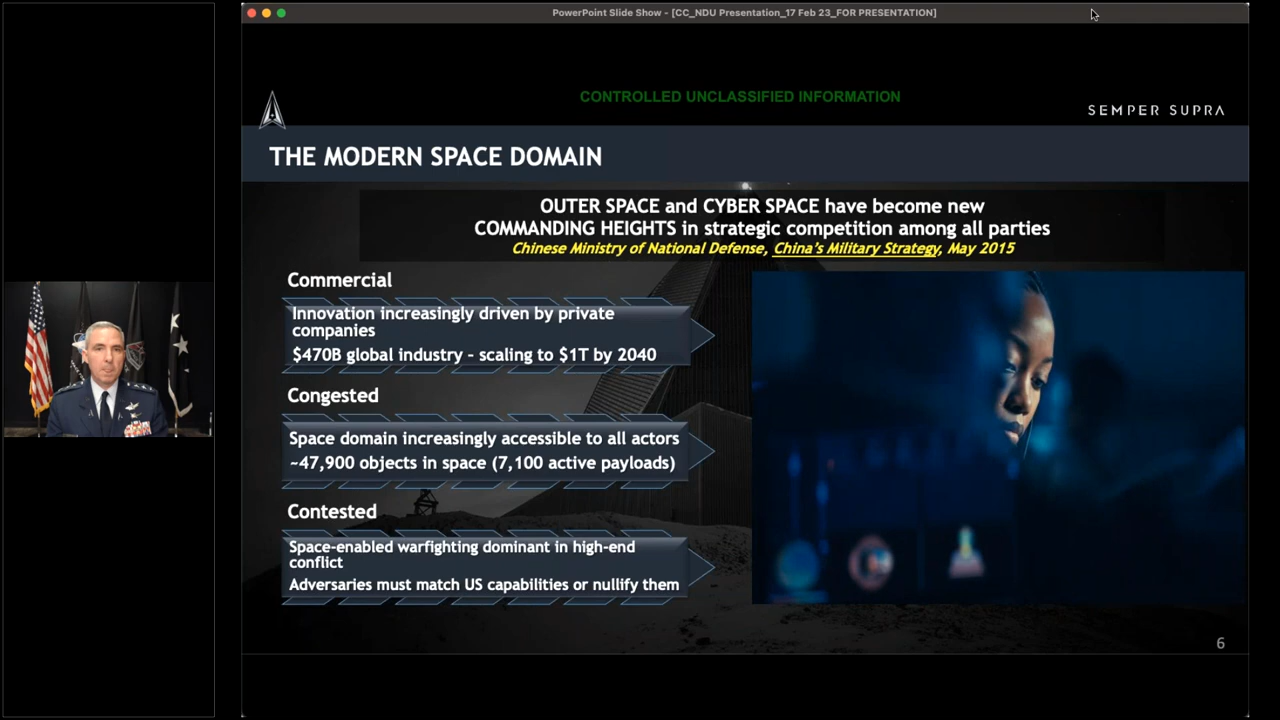 PowerPoint Slide Show - [CC_NDU Presentation_17 Feb 23_FOR PRESENTATION]
CONTROLLED UNCLASSIFIED INFORMATION
SEMPER SUPRA
THE MODERN SPACE DOMAIN
OUTER SPACE and CYBER SPACE have become new
COMMANDING HEIGHTS in strategic competition among all parties
Chinese Ministry of National Defense, China's Military Strategy, May 2015
Commercial
Innovation increasingly driven by private
companies
$470B global industry – scaling to $1T by 2040
Congested
Space domain increasingly accessible to all actors
~47,900 objects in space (7,100 active payloads)
Contested
Space-enabled warfighting dominant in high-end
conflict
Adversaries must match US capabilities or nullify them
6